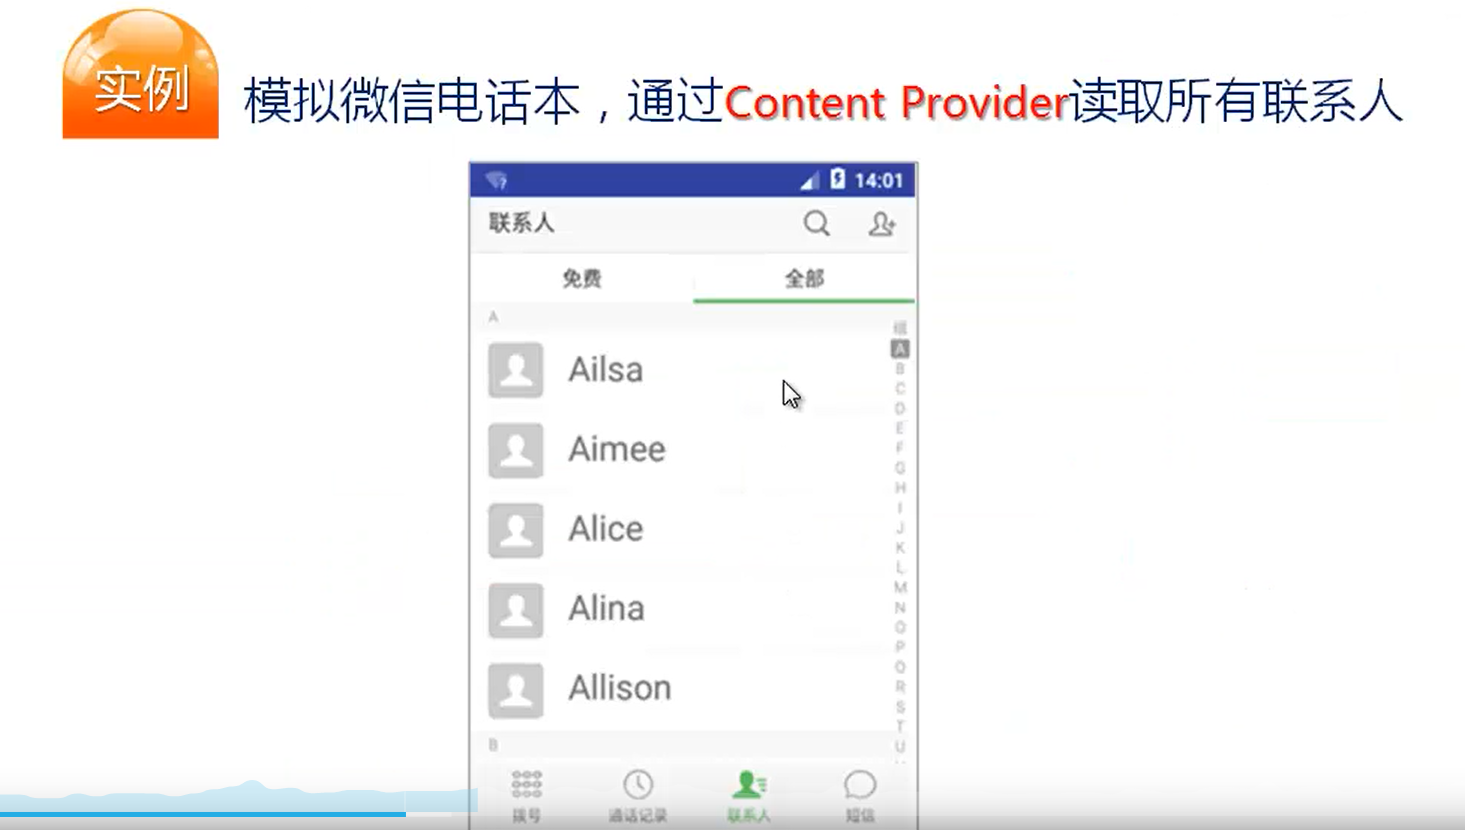 实例
模拟微信电话本，通过Content Provider读取所有联系人
14:01
联系人
免费 全部
A
Ailsa
Aimee
Alice
Alina
Allison
B
组
A
B
C
D
E
F
G
H
I
J
K
L
M
N
O
P
Q
R
S
T
U
拨号 通话记录 联系人 短信